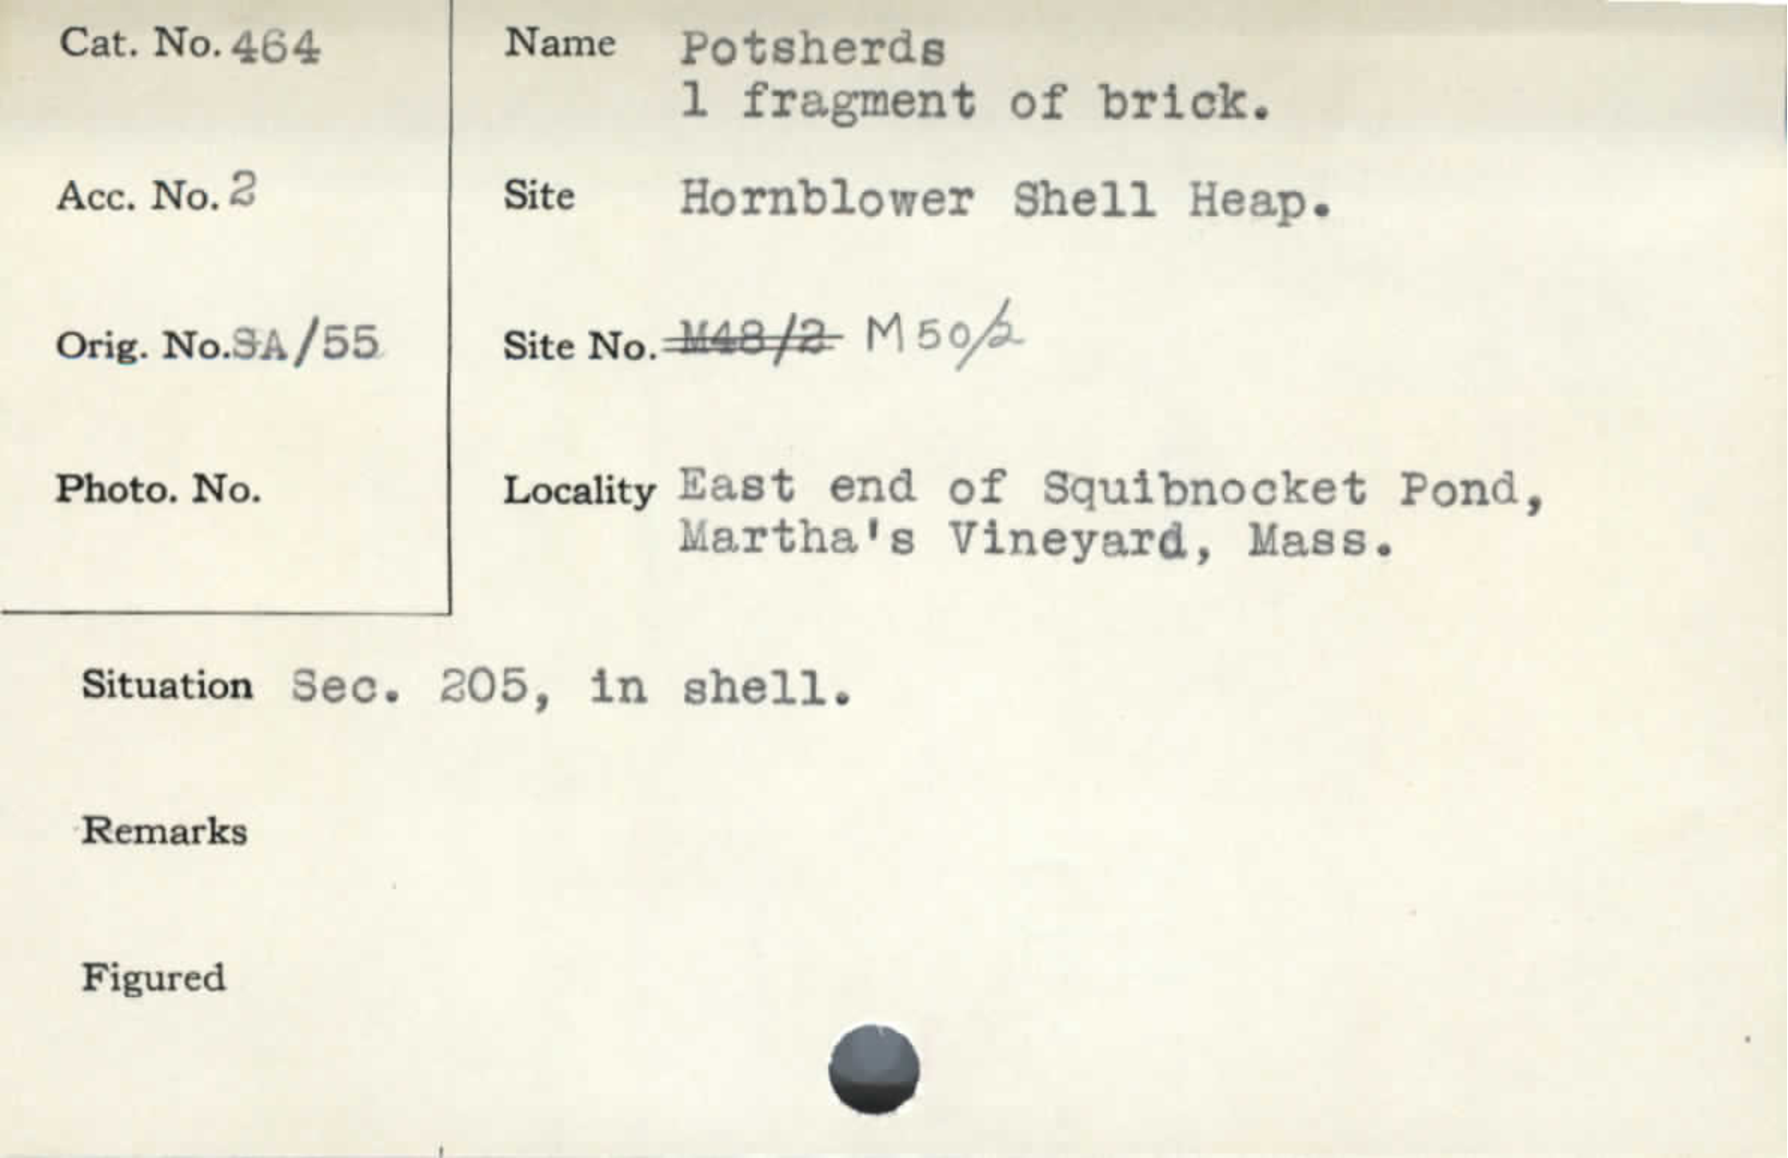 Cat. No. 464
Name Potsherds
1 fragment of brick.
Acc. No. 2
Site Hornblower Shell Heap.
Orig. No. SA/55
Site No. M48/2 M50/2
Photo. No.
Locality East end of Squibnocket Pond,
Martha's Vineyard, Mass.
Situation Sec. 205, in shell.
Remarks
Figured